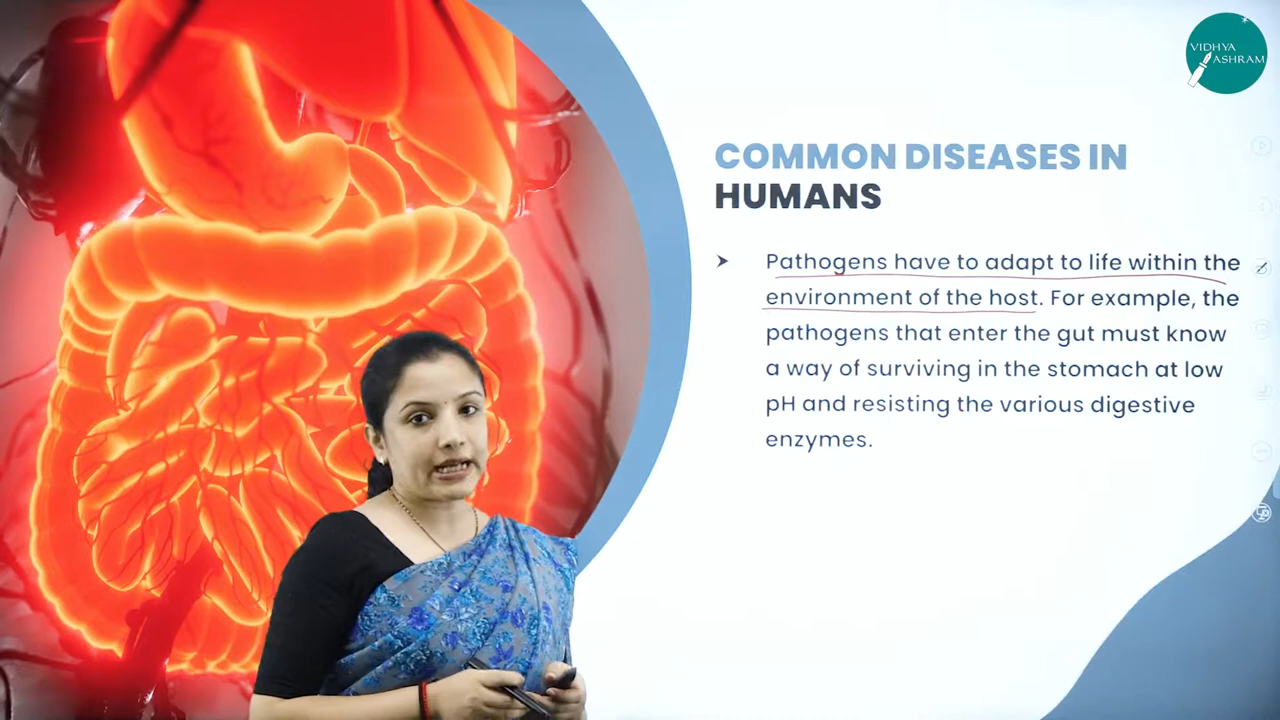 VIDHYA
ASHRAM
COMMON DISEASES IN
HUMANS
➤ Pathogens have to adapt to life within the
environment of the host. For example, the
pathogens that enter the gut must know
a way of surviving in the stomach at low
pH and resisting the various digestive
enzymes.